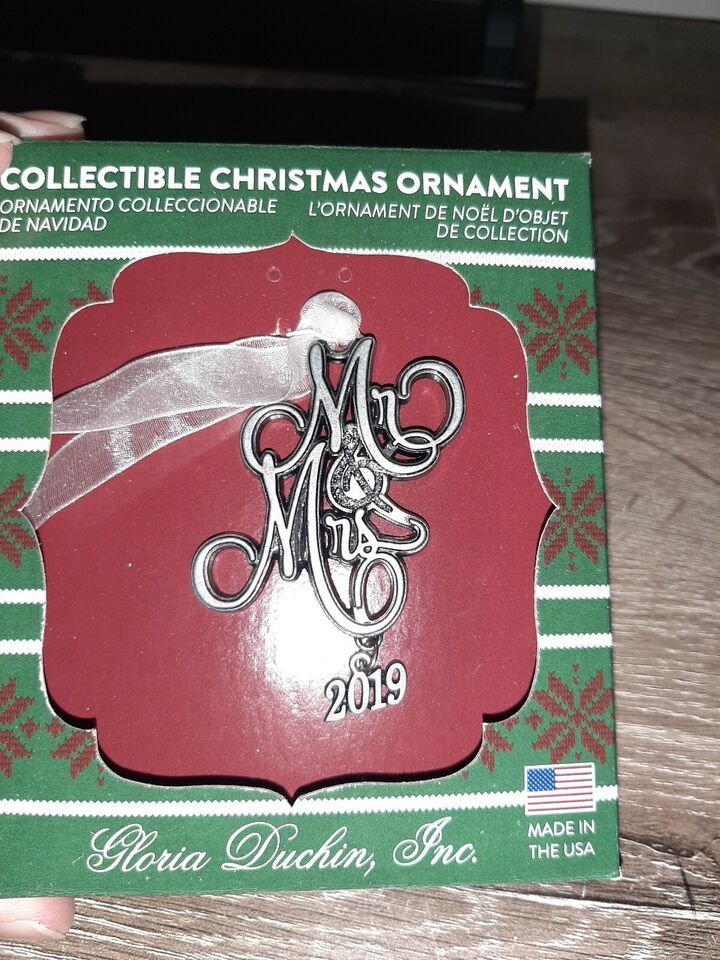 COLLECTIBLE CHRISTMAS ORNAMENT
ORNAMENTO COLLECCIONABLE
DE NAVIDAD
L'ORNAMENT DE NOËL D'OBJET
DE COLLECTION
Mr
&
Mrs
2019
Gloria Duchin, Inc.
MADE IN
THE USA